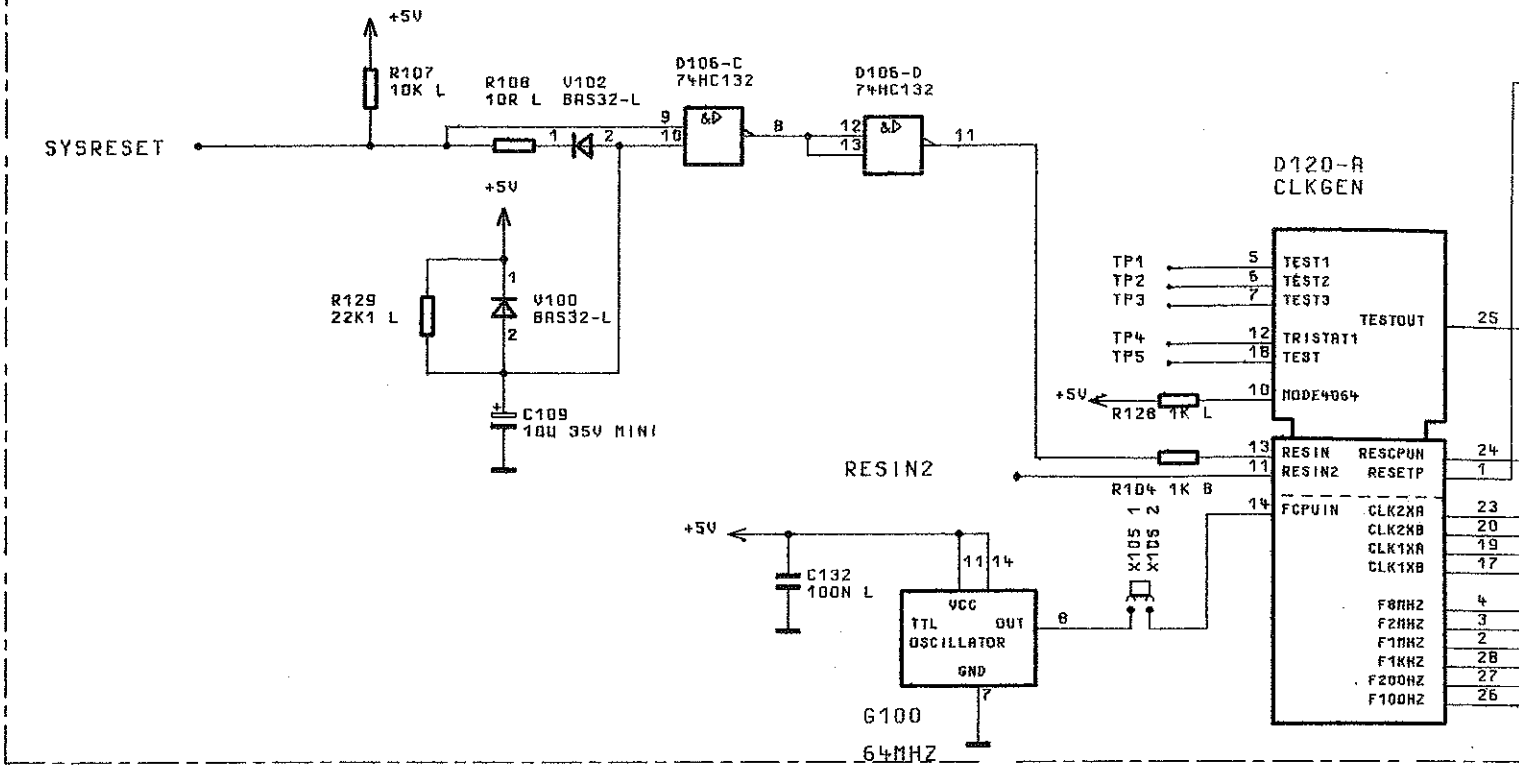 +5V
R107
10K L
R108 V102
10R L BAS32-L
D106-C
74HC132
D106-D
74HC132
SYSRESET
1 2
9
10
&
8
12
13
&
11
+5V
R129
22K1 L
1
V100
BAS32-L
2
+
C109
10U 35V MINI
D120-A
CLKGEN
TP1 5 TEST1
TP2 6 TEST2
TP3 7 TEST3
TESTOUT 25
TP4 12 TRISTAT1
TP5 18 TEST
+5V 10 MODE4064
R128 1K L
RESIN2
13 RESIN RESCPUN 24
11 RESIN2 RESETP 1
R104 1K B
14 FCPUIN CLK2XA 23
CLK2XB 20
CLK1XA 19
CLK1XB 17
X105 1
X105 2
F8MHZ 4
F2MHZ 3
F1MHZ 2
F1KHZ 28
F200HZ 27
F100HZ 26
+5V
C132
100N L
11 14
VCC
TTL OUT 8
OSCILLATOR
GND
7
G100
64MHZ